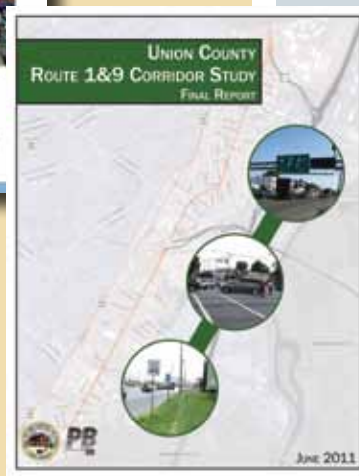 UNION COUNTY
ROUTE 1&9 CORRIDOR STUDY
FINAL REPORT
PB
JUNE 2011